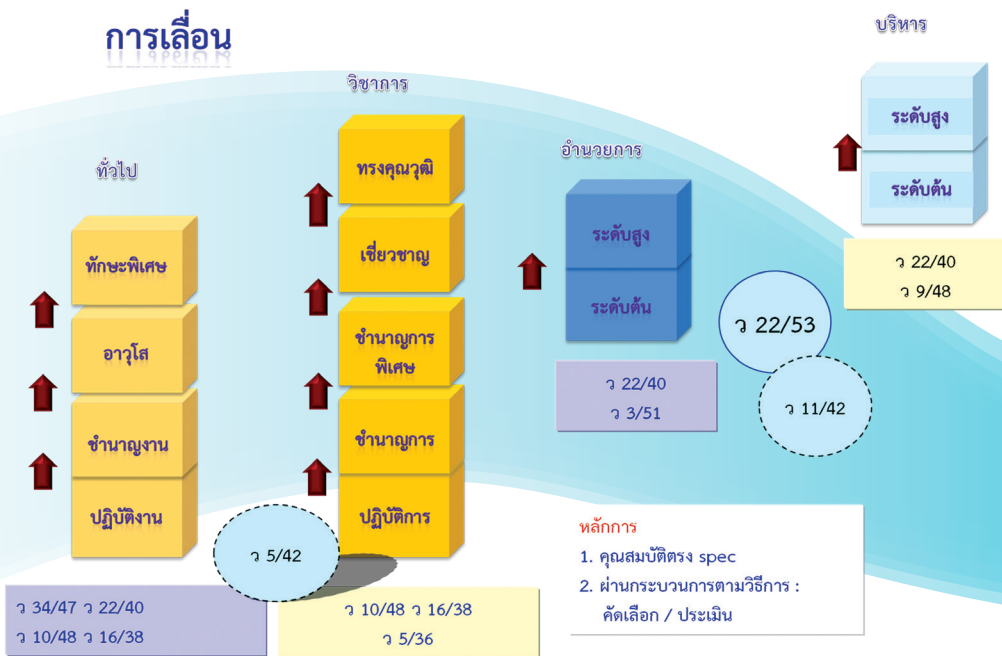 การเลื่อน
ทั่วไป
ทักษะพิเศษ
อาวุโส
ชำนาญงาน
ปฏิบัติงาน
ว 34/47 ว 22/40
ว 10/48 ว 16/38
วิชาการ
ทรงคุณวุฒิ
เชี่ยวชาญ
ชำนาญการ
พิเศษ
ชำนาญการ
ปฏิบัติการ
ว 5/42
ว 10/48 ว 16/38
ว 5/36
อำนวยการ
ระดับสูง
ระดับต้น
ว 22/40
ว 3/51
บริหาร
ระดับสูง
ระดับต้น
ว 22/40
ว 9/48
ว 22/53
ว 11/42
หลักการ
1. คุณสมบัติตรง spec
2. ผ่านกระบวนการตามวิธีการ :
คัดเลือก / ประเมิน